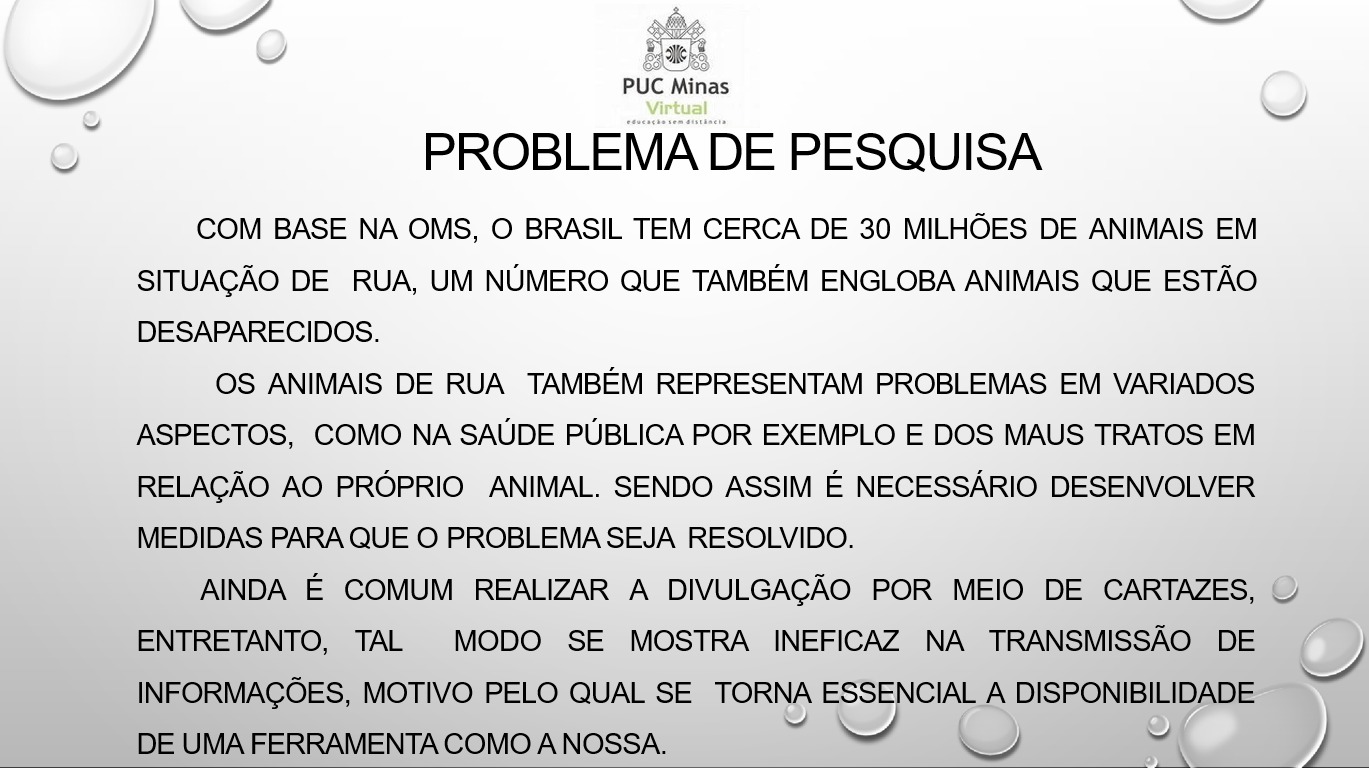 PUC Minas
Virtual
educação sem distância
PROBLEMA DE PESQUISA
COM BASE NA OMS, O BRASIL TEM CERCA DE 30 MILHÕES DE ANIMAIS EM
SITUAÇÃO DE RUA, UM NÚMERO QUE TAMBÉM ENGLOBA ANIMAIS QUE ESTÃO
DESAPARECIDOS.
OS ANIMAIS DE RUA TAMBÉM REPRESENTAM PROBLEMAS EM VARIADOS
ASPECTOS, COMO NA SAÚDE PÚBLICA POR EXEMPLO E DOS MAUS TRATOS EM
RELAÇÃO AO PRÓPRIO ANIMAL. SENDO ASSIM É NECESSÁRIO DESENVOLVER
MEDIDAS PARA QUE O PROBLEMA SEJA RESOLVIDO.
AINDA É COMUM REALIZAR A DIVULGAÇÃO POR MEIO DE CARTAZES,
ENTRETANTO, TAL MODO SE MOSTRA INEFICAZ NA TRANSMISSÃO DE
INFORMAÇÕES, MOTIVO PELO QUAL SE TORNA ESSENCIAL A DISPONIBILIDADE
DE UMA FERRAMENTA COMO A NOSSA.